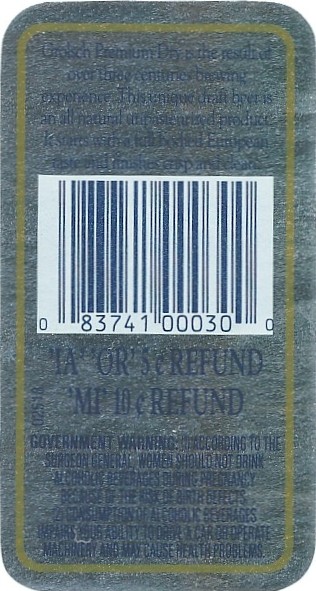 Grolsch Premium Dry is the result of
over three centuries brewing
experience. This unique draft beer is
an all natural unpasteurized product.
It starts with a full bodied European
taste and finishes crisp and clean.
0 83741 00030 0
'IA' 'OR' 5 ¢ REFUND
'MI' 10 ¢ REFUND
GOVERNMENT WARNING: (1) ACCORDING TO THE
SURGEON GENERAL, WOMEN SHOULD NOT DRINK
ALCOHOLIC BEVERAGES DURING PREGNANCY
BECAUSE OF THE RISK OF BIRTH DEFECTS.
(2) CONSUMPTION OF ALCOHOLIC BEVERAGES
IMPAIRS YOUR ABILITY TO DRIVE A CAR OR OPERATE
MACHINERY AND MAY CAUSE HEALTH PROBLEMS.